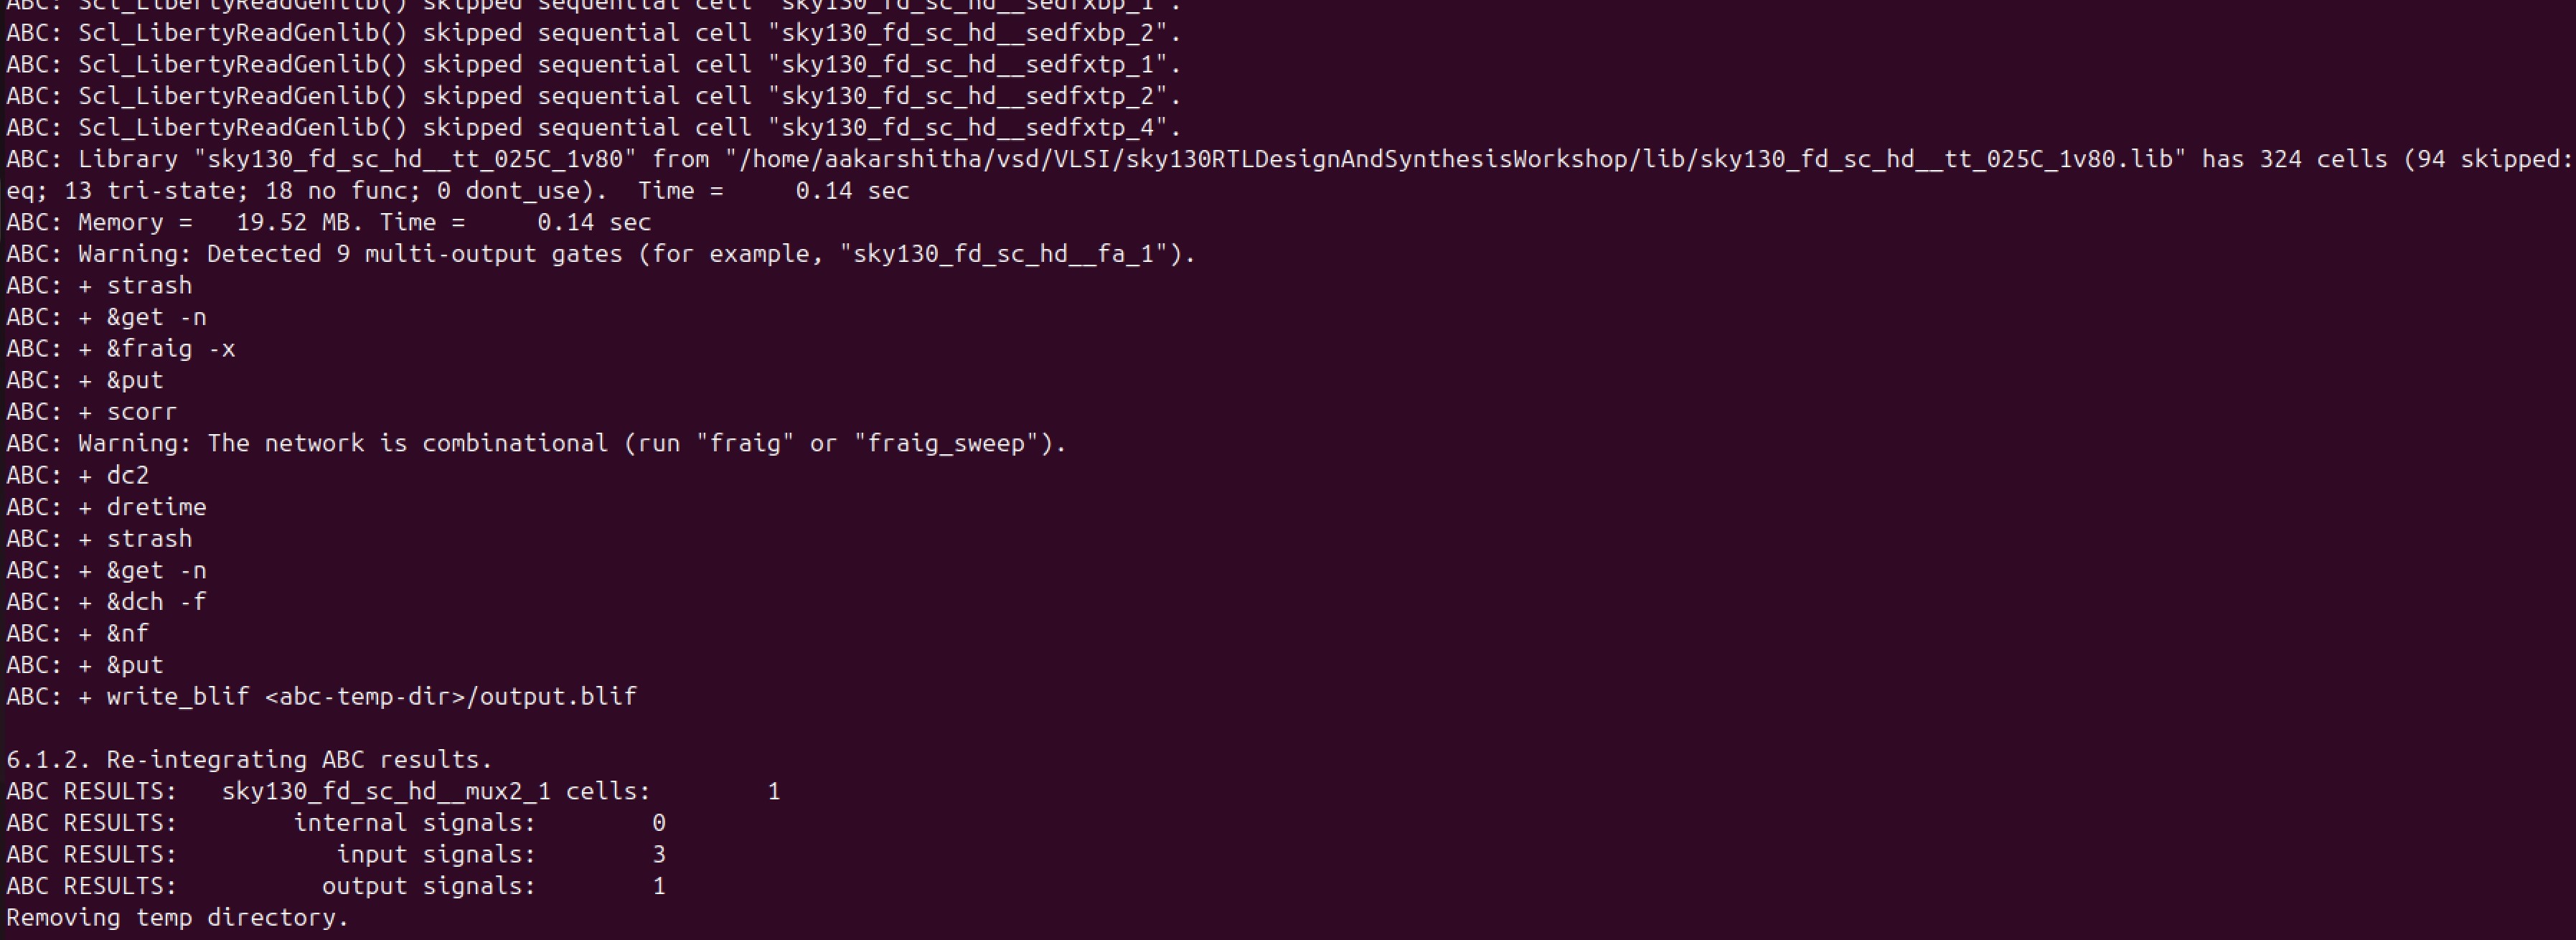 ABC: Scl_LibertyReadGenlib() skipped sequential cell "sky130_fd_sc_hd__sedfxbp_1".
ABC: Scl_LibertyReadGenlib() skipped sequential cell "sky130_fd_sc_hd__sedfxbp_2".
ABC: Scl_LibertyReadGenlib() skipped sequential cell "sky130_fd_sc_hd__sedfxtp_1".
ABC: Scl_LibertyReadGenlib() skipped sequential cell "sky130_fd_sc_hd__sedfxtp_2".
ABC: Scl_LibertyReadGenlib() skipped sequential cell "sky130_fd_sc_hd__sedfxtp_4".
ABC: Library "sky130_fd_sc_hd__tt_025C_1v80" from "/home/aakarshitha/vsd/VLSI/sky130RTLDesignAndSynthesisWorkshop/lib/sky130_fd_sc_hd__tt_025C_1v80.lib" has 324 cells (94 skipped:
eq; 13 tri-state; 18 no func; 0 dont_use).  Time =     0.14 sec
ABC: Memory =   19.52 MB. Time =     0.14 sec
ABC: Warning: Detected 9 multi-output gates (for example, "sky130_fd_sc_hd__fa_1").
ABC: + strash
ABC: + &get -n
ABC: + &fraig -x
ABC: + &put
ABC: + scorr
ABC: Warning: The network is combinational (run "fraig" or "fraig_sweep").
ABC: + dc2
ABC: + dretime
ABC: + strash
ABC: + &get -n
ABC: + &dch -f
ABC: + &nf
ABC: + &put
ABC: + write_blif <abc-temp-dir>/output.blif
6.1.2. Re-integrating ABC results.
ABC RESULTS:   sky130_fd_sc_hd__mux2_1 cells:        1
ABC RESULTS:        internal signals:        0
ABC RESULTS:           input signals:        3
ABC RESULTS:          output signals:        1
Removing temp directory.